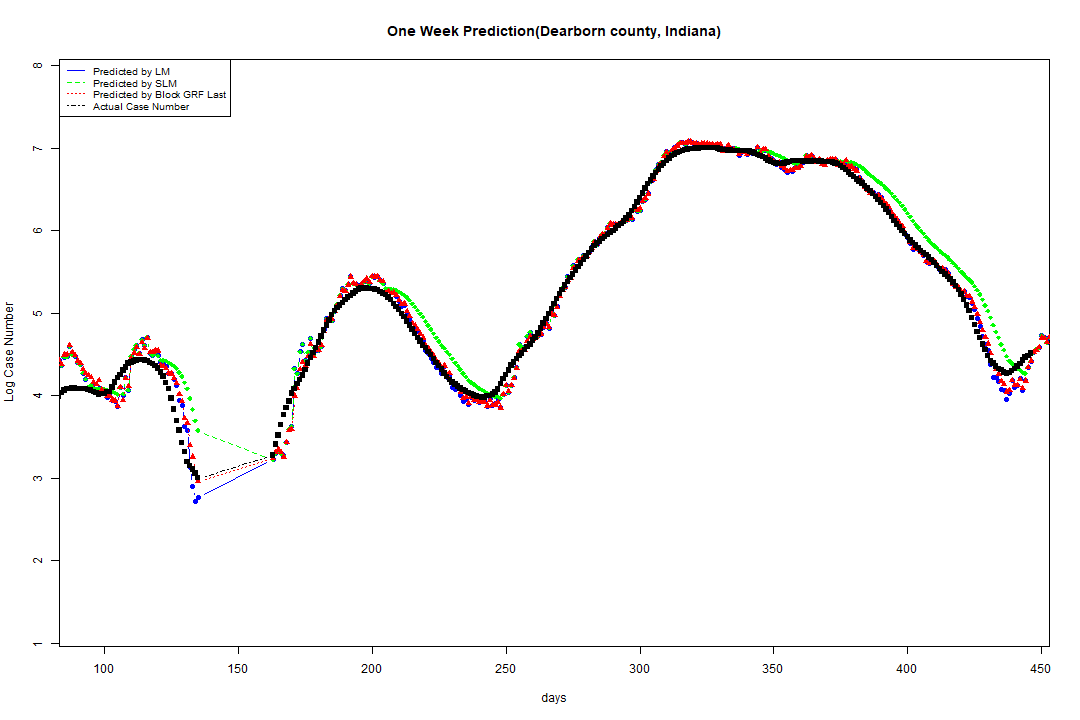 One Week Prediction(Dearborn county, Indiana)
Predicted by LM
Predicted by SLM
Predicted by Block GRF Last
Actual Case Number
Log Case Number
8
7
6
5
4
3
2
1
100 150 200 250 300 350 400 450
days